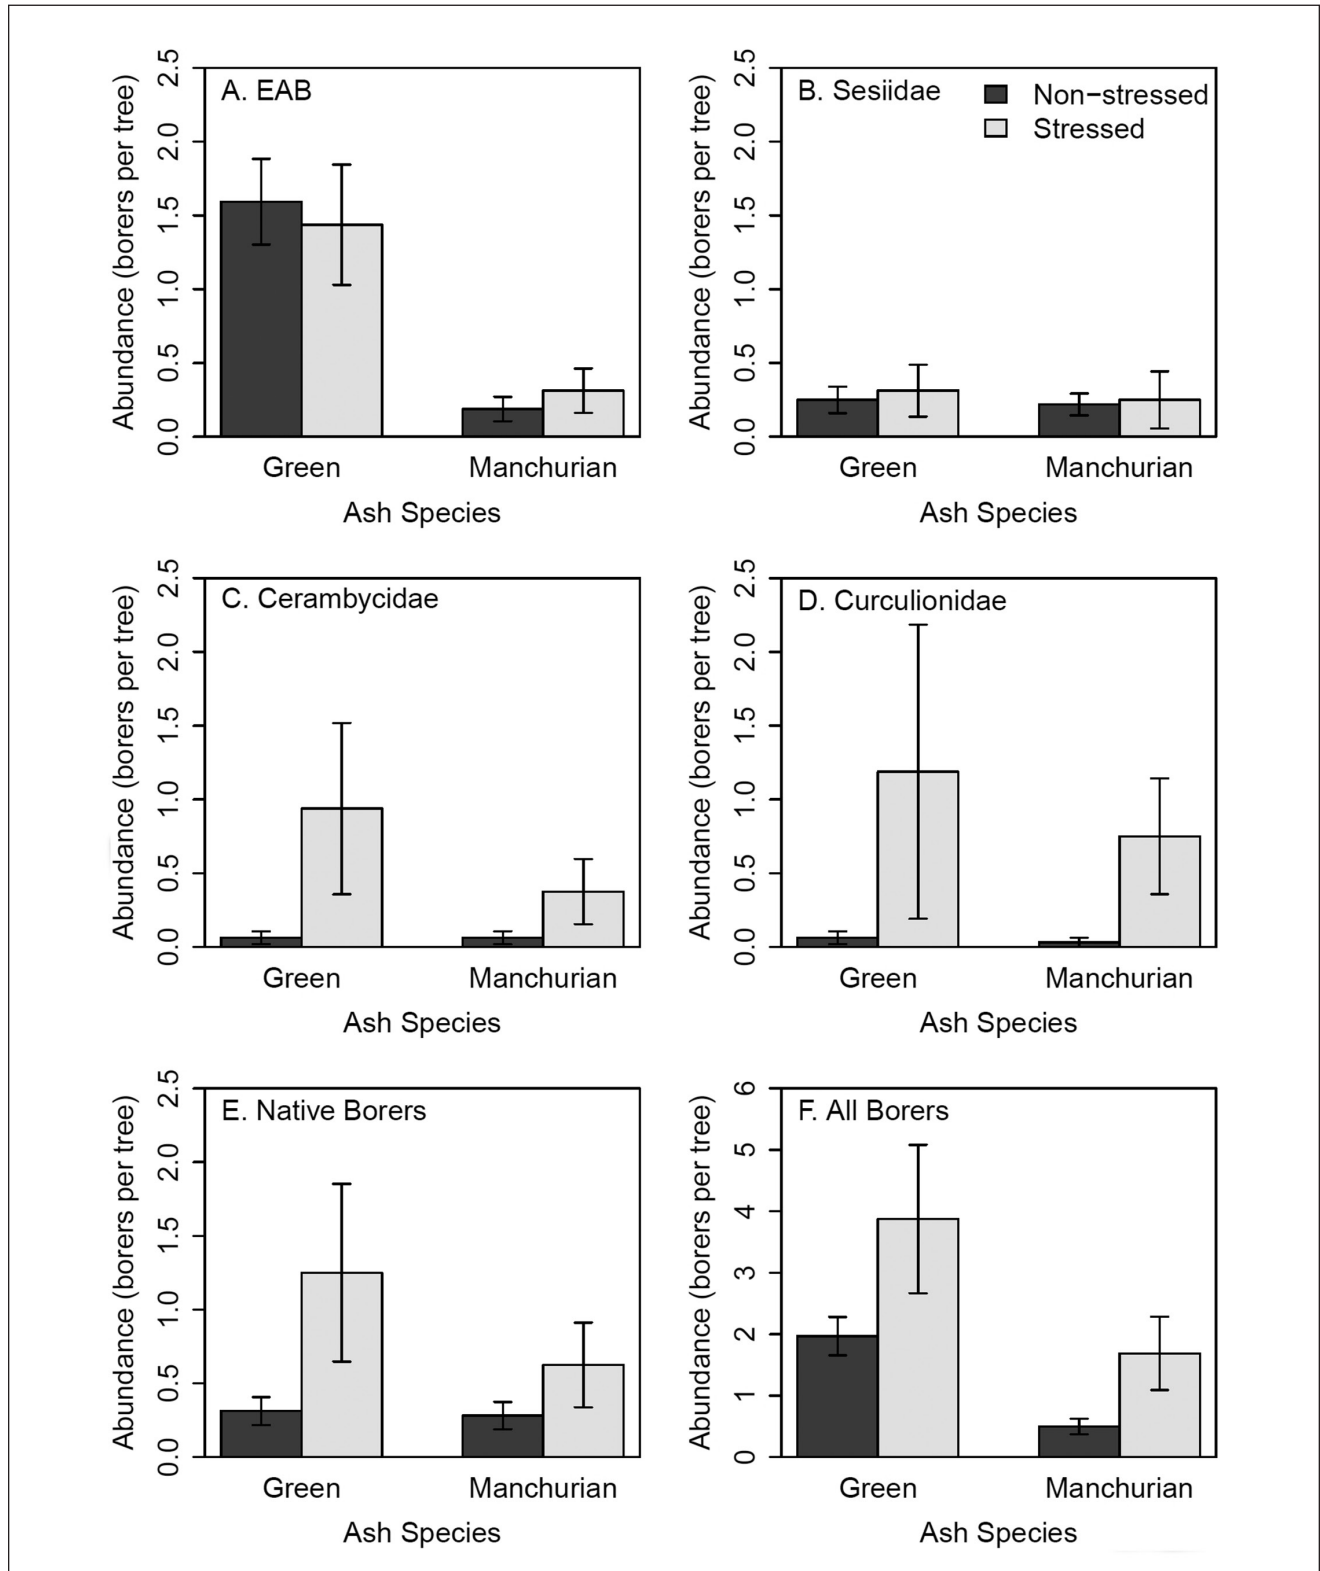 A. EAB
Abundance (borers per tree)
2.5
2.0
1.5
1.0
0.5
0.0
Green
Manchurian
Ash Species
B. Sesiidae
Non−stressed
Stressed
Abundance (borers per tree)
2.5
2.0
1.5
1.0
0.5
0.0
Green
Manchurian
Ash Species
C. Cerambycidae
Abundance (borers per tree)
2.5
2.0
1.5
1.0
0.5
0.0
Green
Manchurian
Ash Species
D. Curculionidae
Abundance (borers per tree)
2.5
2.0
1.5
1.0
0.5
0.0
Green
Manchurian
Ash Species
E. Native Borers
Abundance (borers per tree)
2.5
2.0
1.5
1.0
0.5
0.0
Green
Manchurian
Ash Species
F. All Borers
Abundance (borers per tree)
6
5
4
3
2
1
0
Green
Manchurian
Ash Species